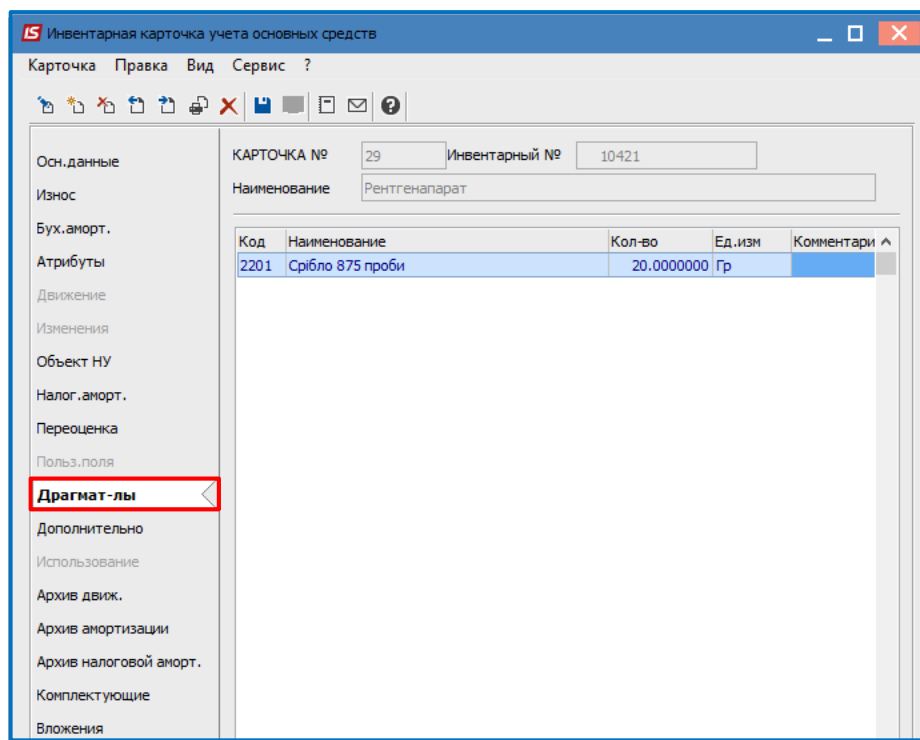 Инвентарная карточка учета основных средств
Карточка Правка Вид Сервис ?
КАРТОЧКА № 29 Инвентарный № 10421
Наименование Рентгенапарат
Осн.данные
Износ
Бух.аморт.
Атрибуты
Движение
Изменения
Объект НУ
Налог.аморт.
Переоценка
Польз.поля
Драгмат-лы
Дополнительно
Использование
Архив движ.
Архив амортизации
Архив налоговой аморт.
Комплектующие
Вложения
Код Наименование Кол-во Ед.изм Комментари
2201 Срібло 875 проби 20.0000000 Гр